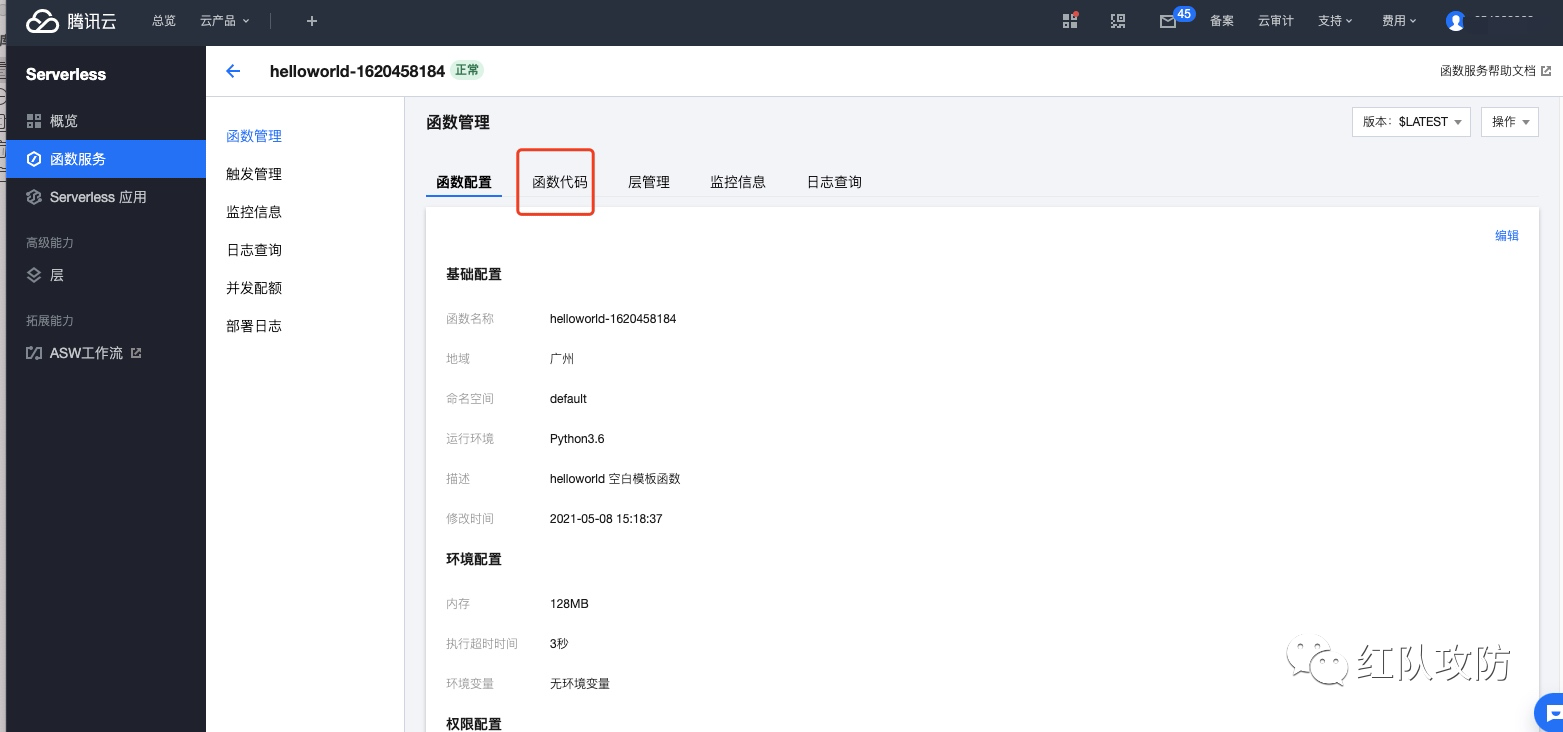 腾讯云 总览 云产品 + 45 备案 云审计 支持 费用
Serverless
概览
函数服务
Serverless 应用
高级能力
层
拓展能力
ASW工作流
helloworld-1620458184 正常 函数服务帮助文档
函数管理
触发管理
监控信息
日志查询
并发配额
部署日志
函数管理 版本: $LATEST 操作
函数配置 函数代码 层管理 监控信息 日志查询
编辑
基础配置
函数名称 helloworld-1620458184
地域 广州
命名空间 default
运行环境 Python3.6
描述 helloworld 空白模板函数
修改时间 2021-05-08 15:18:37
环境配置
内存 128MB
执行超时时间 3秒
环境变量 无环境变量
权限配置
红队攻防